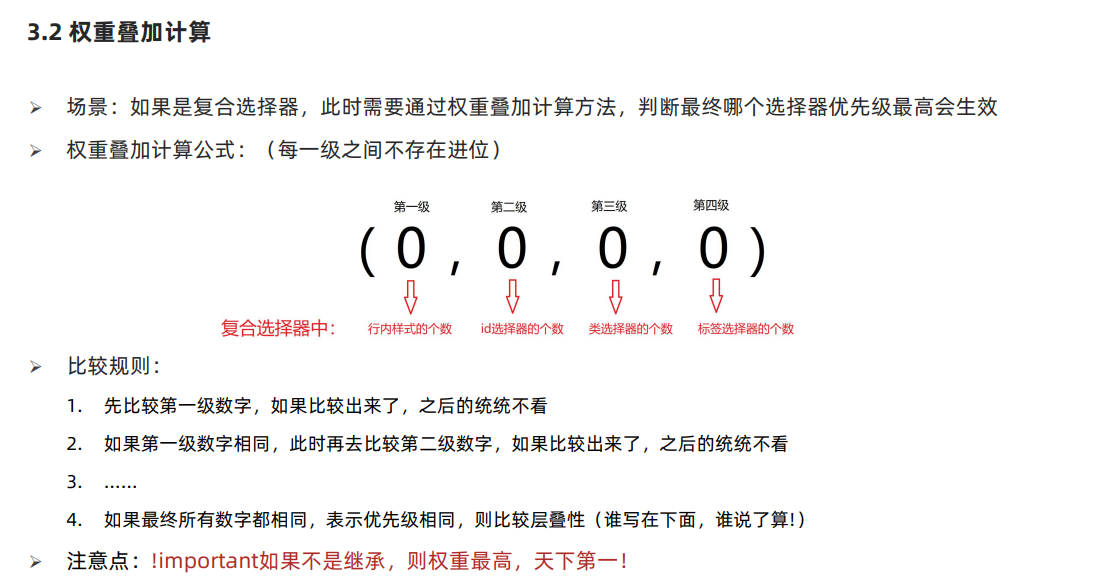 3.2 权重叠加计算
场景：如果是复合选择器，此时需要通过权重叠加计算方法，判断最终哪个选择器优先级最高会生效
权重叠加计算公式：（每一级之间不存在进位）
第一级 第二级 第三级 第四级
( 0 , 0 , 0 , 0 )
复合选择器中： 行内样式的个数 id选择器的个数 类选择器的个数 标签选择器的个数
比较规则：
1. 先比较第一级数字，如果比较出来了，之后的统统不看
2. 如果第一级数字相同，此时再去比较第二级数字，如果比较出来了，之后的统统不看
3. ……
4. 如果最终所有数字都相同，表示优先级相同，则比较层叠性（谁写在下面，谁说了算！）
注意点：!important如果不是继承，则权重最高，天下第一！